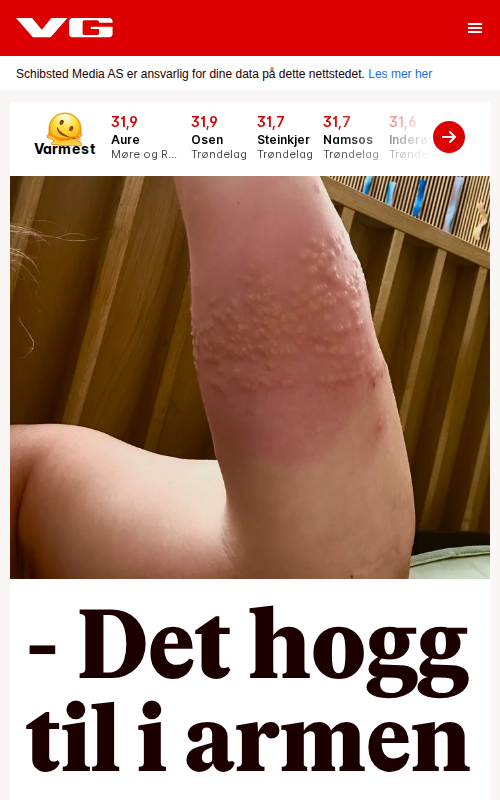 VG
Schibsted Media AS er ansvarlig for dine data på dette nettstedet. Les mer her
Varmest
31,9
Aure
Møre og R...
31,9
Osen
Trøndelag
31,7
Steinkjer
Trøndelag
31,7
Namsos
Trøndelag
31,6
- Det hogg
til i armen